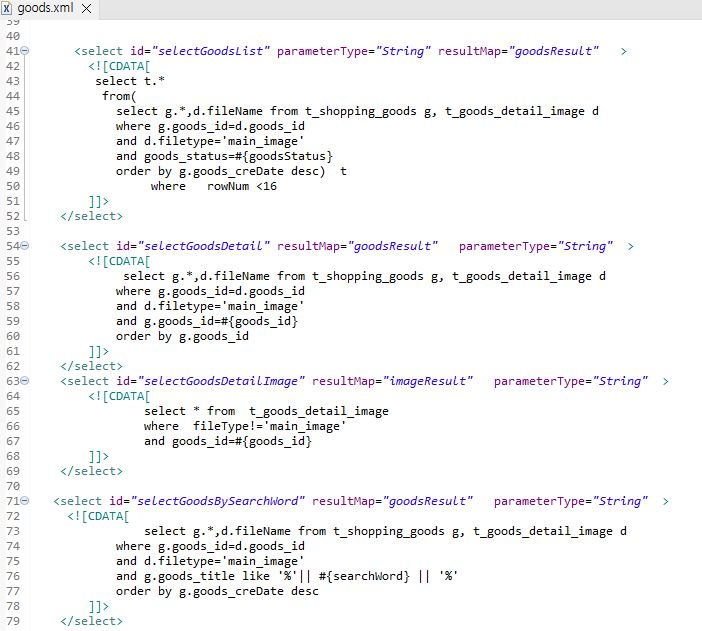 goods.xml
39
40
41 <select id="selectGoodsList" parameterType="String" resultMap="goodsResult"   >
42 <![CDATA[
43 select t.*
44 from(
45 select g.*,d.fileName from t_shopping_goods g, t_goods_detail_image d
46 where g.goods_id=d.goods_id
47 and d.filetype='main_image'
48 and goods_status=#{goodsStatus}
49 order by g.goods_creDate desc)  t
50 where   rowNum <16
51 ]]>
52 </select>
53
54 <select id="selectGoodsDetail" resultMap="goodsResult"   parameterType="String"  >
55 <![CDATA[
56 select g.*,d.fileName from t_shopping_goods g, t_goods_detail_image d
57 where g.goods_id=d.goods_id
58 and d.filetype='main_image'
59 and g.goods_id=#{goods_id}
60 order by g.goods_id
61 ]]>
62 </select>
63 <select id="selectGoodsDetailImage" resultMap="imageResult"   parameterType="String"  >
64 <![CDATA[
65 select * from  t_goods_detail_image
66 where  fileType!='main_image'
67 and goods_id=#{goods_id}
68 ]]>
69 </select>
70
71 <select id="selectGoodsBySearchWord" resultMap="goodsResult"   parameterType="String"  >
72 <![CDATA[
73 select g.*,d.fileName from t_shopping_goods g, t_goods_detail_image d
74 where g.goods_id=d.goods_id
75 and d.filetype='main_image'
76 and g.goods_title like '%'|| #{searchWord} || '%'
77 order by g.goods_creDate desc
78 ]]>
79 </select>